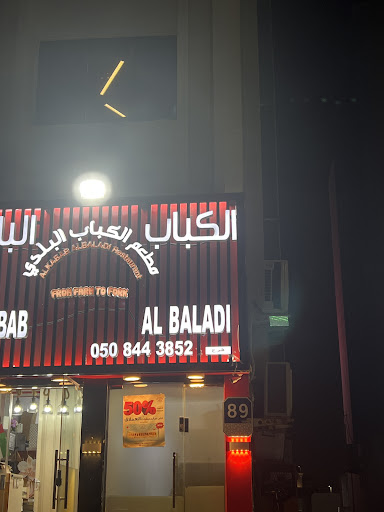 الكباب
البا
مطعم الكباب البلدي
ALKABAB ALBALADI Restaurant
FROM FARM TO FORK
BAB
AL BALADI
050 844 3852
50%
89